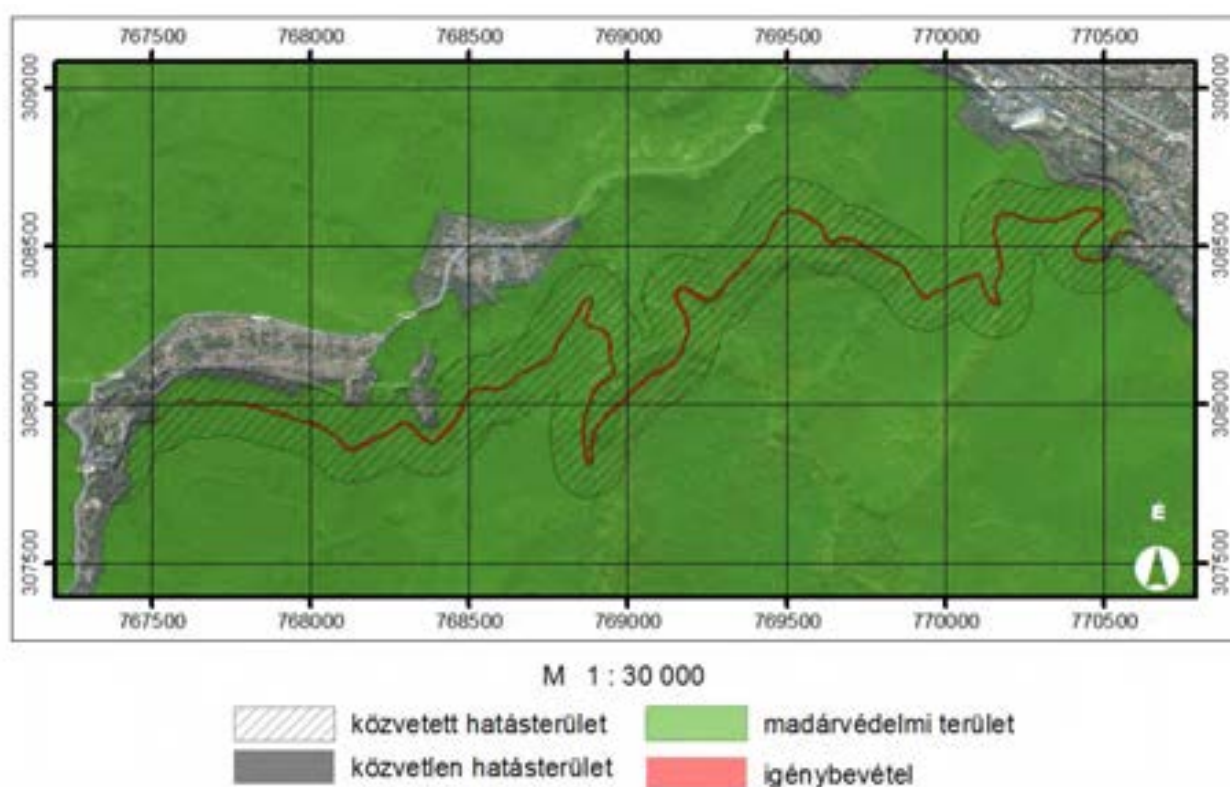 767500 768000 768500 769000 769500 770000 770500
309000 309000
308500 308500
308000 308000
307500 307500
É
767500 768000 768500 769000 769500 770000 770500
M 1 : 30 000
közvetett hatásterület madárvédelmi terület
közvetlen hatásterület igénybevétel